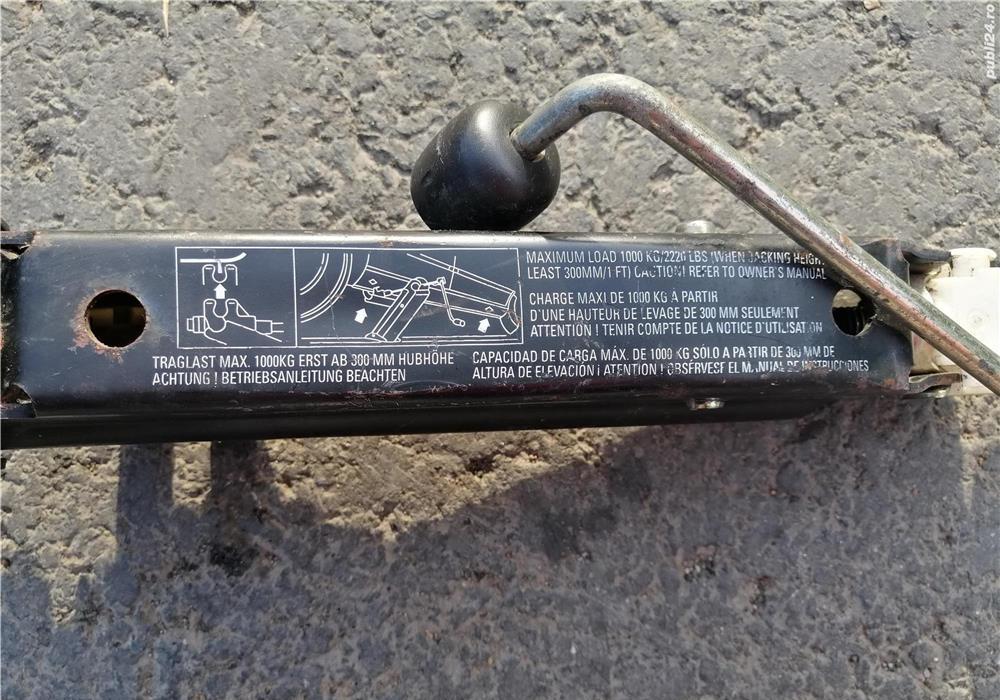 MAXIMUM LOAD 1000 KG/2220 LBS (WHEN JACKING HEIGHT
LEAST 300MM/1 FT) CAUTION! REFER TO OWNER'S MANUAL
CHARGE MAXI DE 1000 KG À PARTIR
D'UNE HAUTEUR DE LEVAGE DE 300 MM SEULEMENT
ATTENTION ! TENIR COMPTE DE LA NOTICE D'UTILISATION
TRAGLAST MAX. 1000KG ERST AB 300 MM HUBHÖHE
ACHTUNG ! BETRIEBSANLEITUNG BEACHTEN
CAPACIDAD DE CARGA MÁX. DE 1000 KG SÓLO A PARTIR DE 300 MM DE
ALTURA DE ELEVACIÓN ¡ ATENTION ! OBSÉRVESE EL MANUAL DE INSTRUCCIONES
publi24.ro